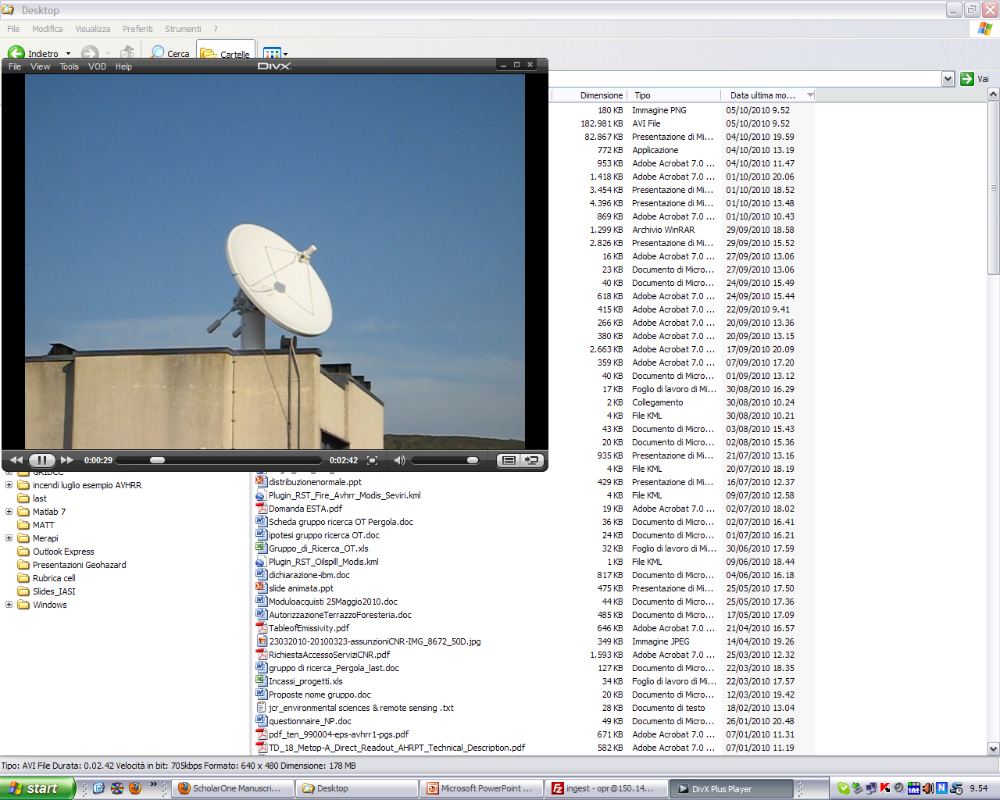 Desktop
File Modifica Visualizza Preferiti Strumenti ?
Indietro Cerca Cartelle
File View Tools VOD Help DIVX
Vai
Dimensione Tipo Data ultima mo...
180 KB Immagine PNG 05/10/2010 9.52
182.981 KB AVI File 05/10/2010 9.52
82.867 KB Presentazione di Mi... 04/10/2010 19.59
772 KB Applicazione 04/10/2010 13.19
953 KB Adobe Acrobat 7.0 ... 04/10/2010 11.47
1.418 KB Adobe Acrobat 7.0 ... 01/10/2010 20.06
3.454 KB Presentazione di Mi... 01/10/2010 18.52
4.396 KB Presentazione di Mi... 01/10/2010 13.48
869 KB Adobe Acrobat 7.0 ... 01/10/2010 10.43
1.299 KB Archivio WinRAR 29/09/2010 18.58
2.826 KB Presentazione di Mi... 29/09/2010 15.52
16 KB Adobe Acrobat 7.0 ... 27/09/2010 13.06
23 KB Documento di Micro... 27/09/2010 13.06
40 KB Documento di Micro... 24/09/2010 15.49
618 KB Adobe Acrobat 7.0 ... 24/09/2010 15.44
415 KB Adobe Acrobat 7.0 ... 22/09/2010 9.41
266 KB Adobe Acrobat 7.0 ... 20/09/2010 13.36
380 KB Adobe Acrobat 7.0 ... 20/09/2010 13.15
2.663 KB Adobe Acrobat 7.0 ... 17/09/2010 20.09
359 KB Adobe Acrobat 7.0 ... 07/09/2010 17.20
40 KB Documento di Micro... 01/09/2010 13.12
17 KB Foglio di lavoro di Mi... 30/08/2010 16.29
2 KB Collegamento 30/08/2010 10.24
4 KB File KML 30/08/2010 10.21
43 KB Documento di Micro... 03/08/2010 15.43
20 KB Documento di Micro... 02/08/2010 15.36
935 KB Presentazione di Mi... 21/07/2010 13.16
0:00:29 0:02:42
4 KB File KML 20/07/2010 18.19
GRIDCC
distribuzionenormale.ppt 429 KB Presentazione di Mi... 16/07/2010 12.37
incendi luglio esempio AVHRR
Plugin_RST_Fire_Avhrr_Modis_Seviri.kml 4 KB File KML 09/07/2010 12.58
last
Domanda ESTA.pdf 19 KB Adobe Acrobat 7.0 ... 02/07/2010 18.02
Matlab 7
Scheda gruppo ricerca OT Pergola.doc 36 KB Documento di Micro... 02/07/2010 16.41
MATT
ipotesi gruppo ricerca OT.doc 24 KB Documento di Micro... 01/07/2010 16.21
Merapi
Gruppo_di_Ricerca_OT.xls 32 KB Foglio di lavoro di Mi... 30/06/2010 17.59
Outlook Express
Plugin_RST_Oilspill_Modis.kml 1 KB File KML 09/06/2010 18.44
Presentazioni Geohazard
dichiarazione-ibm.doc 817 KB Documento di Micro... 04/06/2010 16.18
Rubrica cell
slide animata.ppt 475 KB Presentazione di Mi... 25/05/2010 17.50
Slides_IASI
Moduloacquisti 25Maggio2010.doc 44 KB Documento di Micro... 25/05/2010 17.36
Windows
AutorizzazioneTerrazzoForesteria.doc 485 KB Documento di Micro... 17/05/2010 17.09
TableofEmissivity.pdf 646 KB Adobe Acrobat 7.0 ... 21/04/2010 16.57
23032010-20100323-assunzioniCNR-IMG_8672_50D.jpg 349 KB Immagine JPEG 14/04/2010 19.26
RichiestaAccessoServiziCNR.pdf 1.593 KB Adobe Acrobat 7.0 ... 25/03/2010 12.32
gruppo di ricerca_Pergola_last.doc 127 KB Documento di Micro... 22/03/2010 18.35
Incassi_progetti.xls 34 KB Foglio di lavoro di Mi... 22/03/2010 17.57
Proposte nome gruppo.doc 20 KB Documento di Micro... 12/03/2010 19.42
jcr_environmental sciences & remote sensing .txt 28 KB Documento di testo 18/02/2010 13.04
questionnaire_NP.doc 49 KB Documento di Micro... 26/01/2010 20.48
pdf_ten_990004-eps-avhrr1-pgs.pdf 671 KB Adobe Acrobat 7.0 ... 07/01/2010 11.31
TD_18_Metop-A_Direct_Readout_AHRPT_Technical_Description.pdf 582 KB Adobe Acrobat 7.0 ... 07/01/2010 11.19
Tipo: AVI File Durata: 0.02.42 Velocità in bit: 705kbps Formato: 640 x 480 Dimensione: 178 MB
start » ScholarOne Manuscri... Desktop Microsoft PowerPoint ... ingest - opr@150.14... DivX Plus Player 9.54